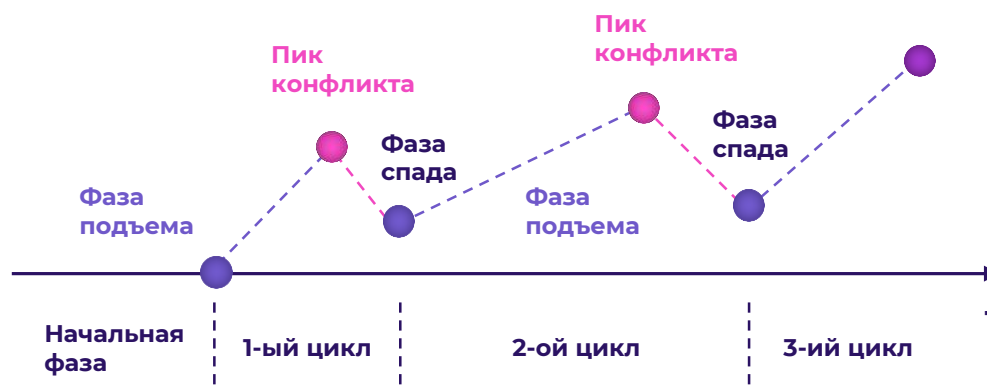 Пик
конфликта
Пик
конфликта
Фаза
спада
Фаза
спада
Фаза
подъема
Фаза
подъема
Начальная
фаза
1-ый цикл
2-ой цикл
3-ий цикл